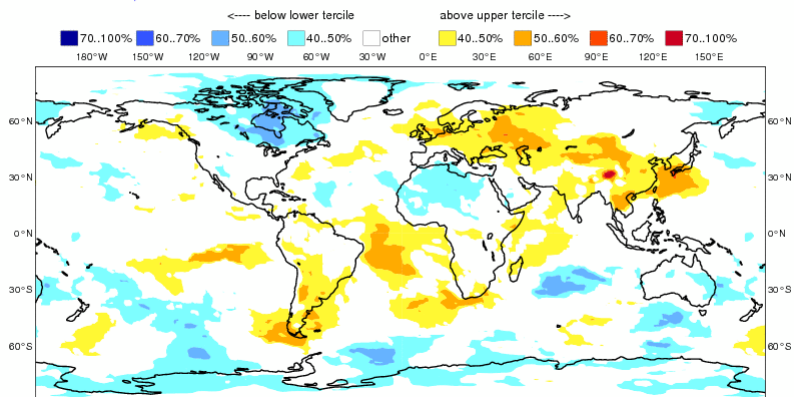 <---- below lower tercile above upper tercile ---->
70..100% 60..70% 50..60% 40..50% other 40..50% 50..60% 60..70% 70..100%
180°W 150°W 120°W 90°W 60°W 30°W 0°E 30°E 60°E 90°E 120°E 150°E
60°N 60°N
30°N 30°N
0°N 0°N
30°S 30°S
60°S 60°S